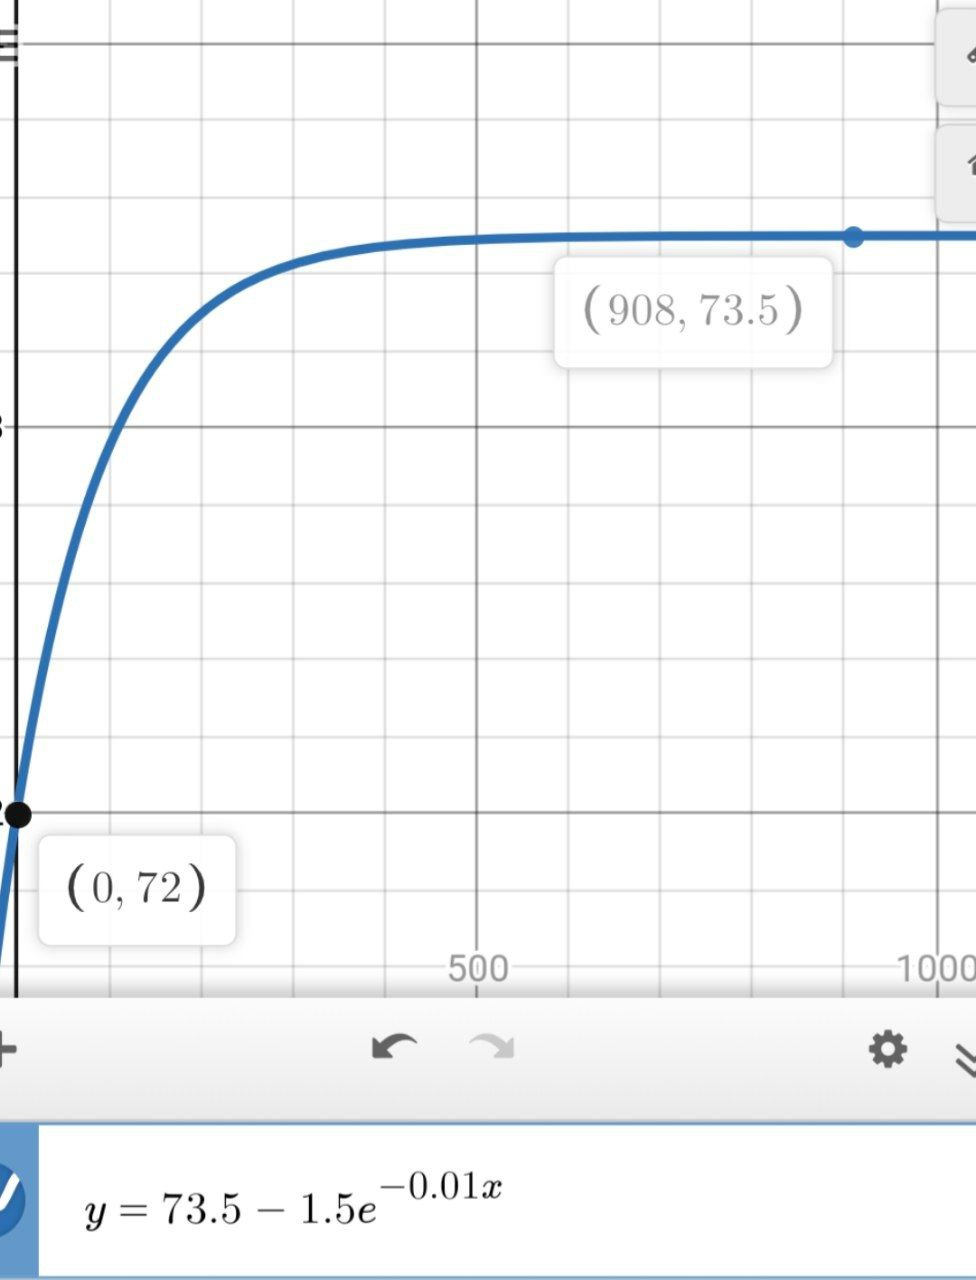 (908, 73.5)
(0, 72)
500
1000
y = 73.5 − 1.5e^{−0.01x}